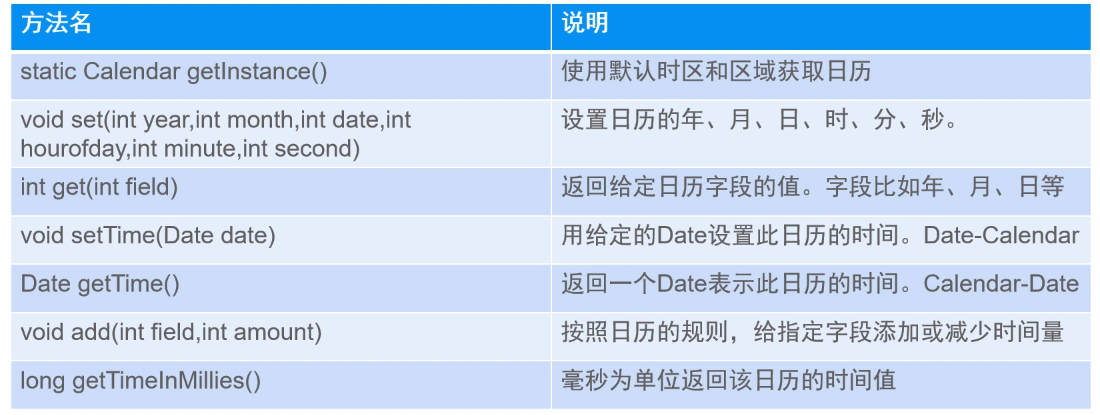 方法名 说明
static Calendar getInstance() 使用默认时区和区域获取日历
void set(int year,int month,int date,int 设置日历的年、月、日、时、分、秒。
hourofday,int minute,int second)
int get(int field) 返回给定日历字段的值。字段比如年、月、日等
void setTime(Date date) 用给定的Date设置此日历的时间。Date-Calendar
Date getTime() 返回一个Date表示此日历的时间。Calendar-Date
void add(int field,int amount) 按照日历的规则，给指定字段添加或减少时间量
long getTimeInMillies() 毫秒为单位返回该日历的时间值